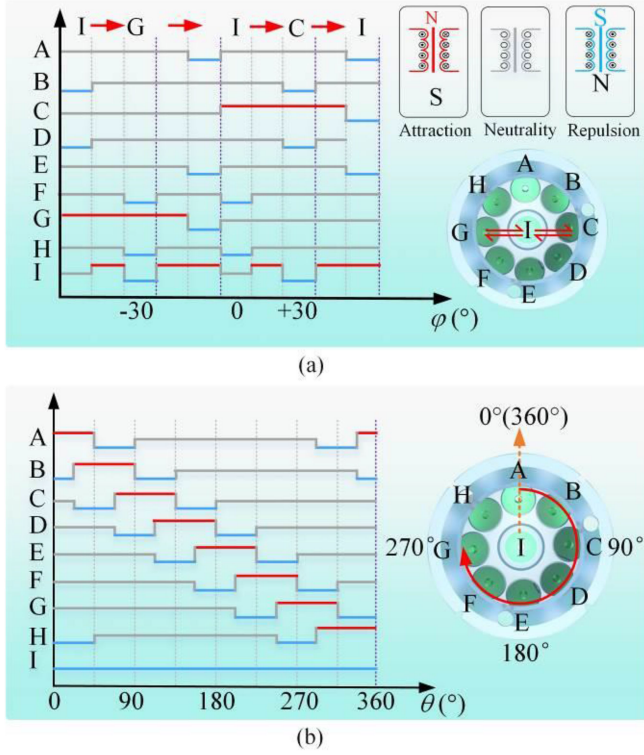 I G I C I
A
B
C
D
E
F
G
H
I
-30 0 +30 φ(°)
N
S
Attraction
Neutrality
S
N
Repulsion
A
H B
G I C
F D
E
(a)
A
B
C
D
E
F
G
H
I
0 90 180 270 360 θ(°)
0°(360°)
A
H B
270° G I C 90°
F D
E
180°
(b)